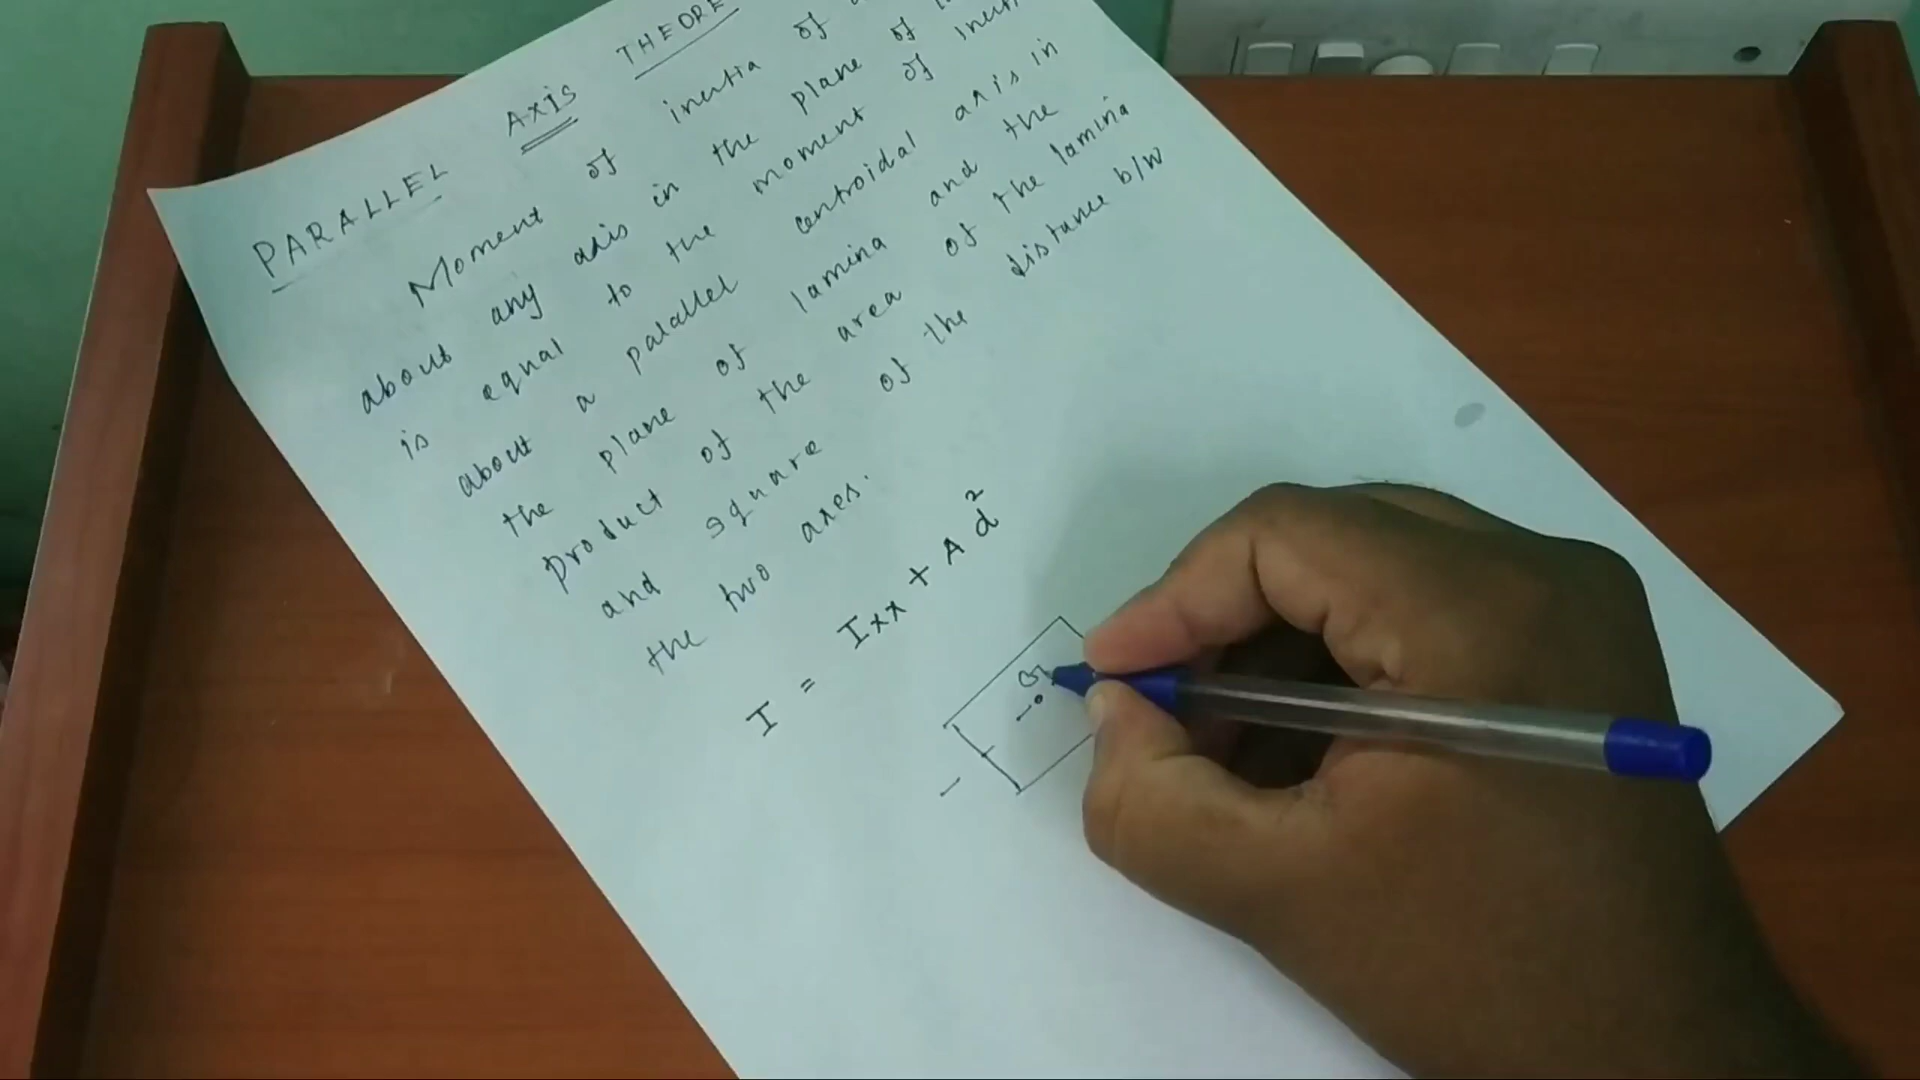 PARALLEL AXIS
Moment of inertia of
about any axis in the plane of
is equal to the moment of
about a parallel centroidal axis in
the plane of lamina and the
product of the area of the lamina
and square of the distance b/w
the two axes.
I = Ixx + Ad²
G